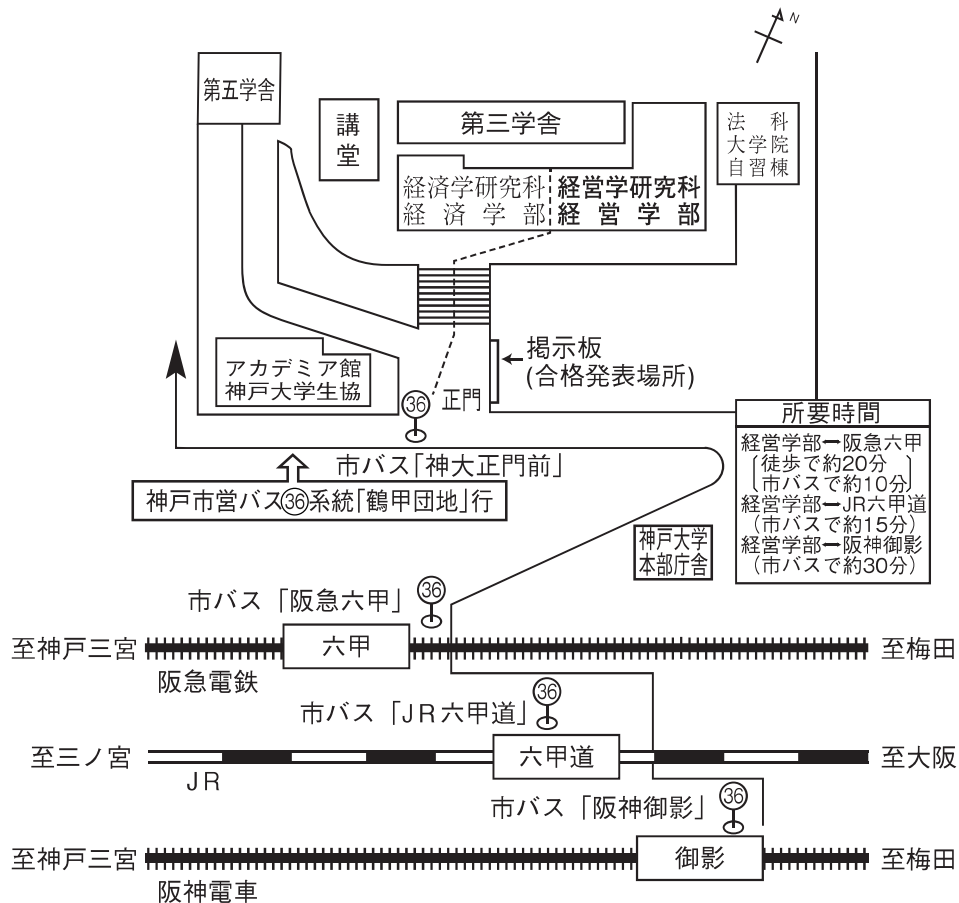 N
第五学舎
講
堂
第三学舎
法科
大学院
自習棟
経済学研究科
経済学部
経営学研究科
経営学部
掲示板
(合格発表場所)
アカデミア館
神戸大学生協
36
正門
市バス「神大正門前」
神戸市営バス36系統「鶴甲団地」行
所要時間
経営学部ー阪急六甲
徒歩で約20分
市バスで約10分
経営学部ーJR六甲道
(市バスで約15分)
経営学部ー阪神御影
(市バスで約30分)
神戸大学
本部庁舎
市バス「阪急六甲」
36
至神戸三宮
六甲
至梅田
阪急電鉄
市バス「JR六甲道」
36
至三ノ宮
六甲道
至大阪
JR
市バス「阪神御影」
36
至神戸三宮
御影
至梅田
阪神電車